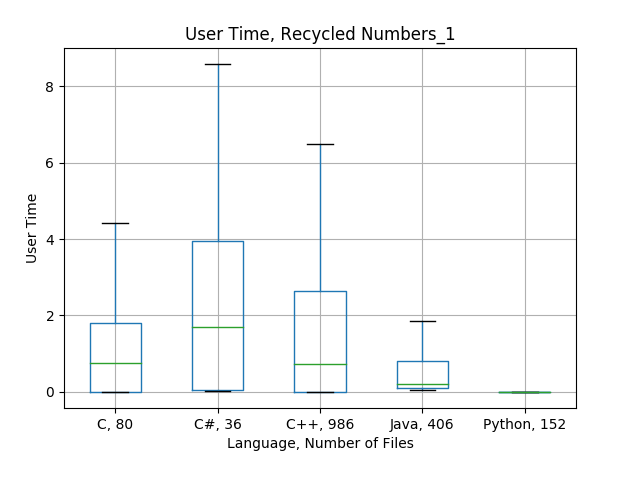 User Time, Recycled Numbers_1
8
6
4
2
0
User Time
C, 80
C#, 36
C++, 986
Java, 406
Python, 152
Language, Number of Files